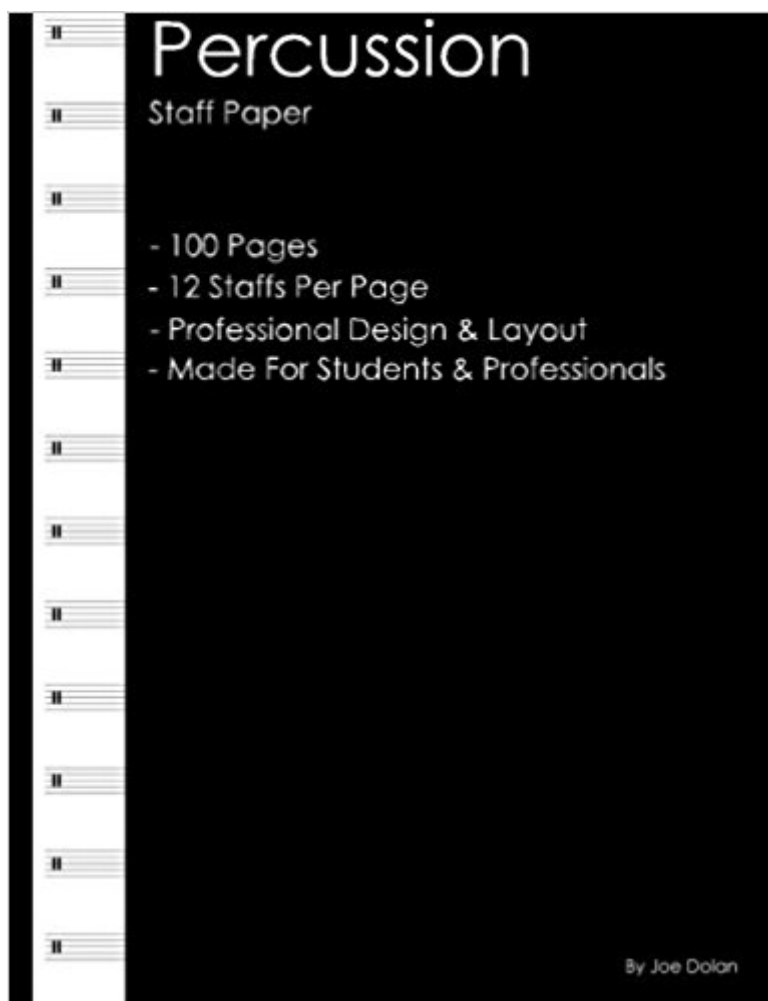 Percussion
Staff Paper
- 100 Pages
- 12 Staffs Per Page
- Professional Design & Layout
- Made For Students & Professionals
By Joe Dolan